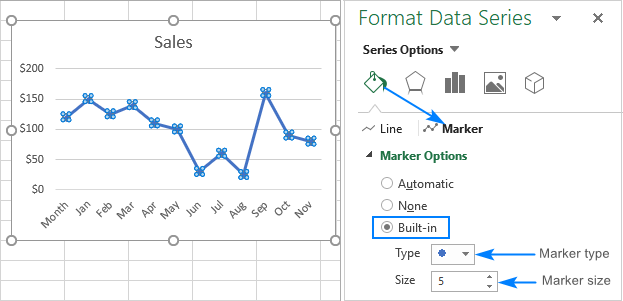 Sales
$200
$150
$100
$50
$0
Month Jan Feb Mar Apr May Jun Jul Aug Sep Oct Nov
Format Data Series
Series Options
Line Marker
Marker Options
Automatic
None
Built-in
Type Marker type
Size 5 Marker size